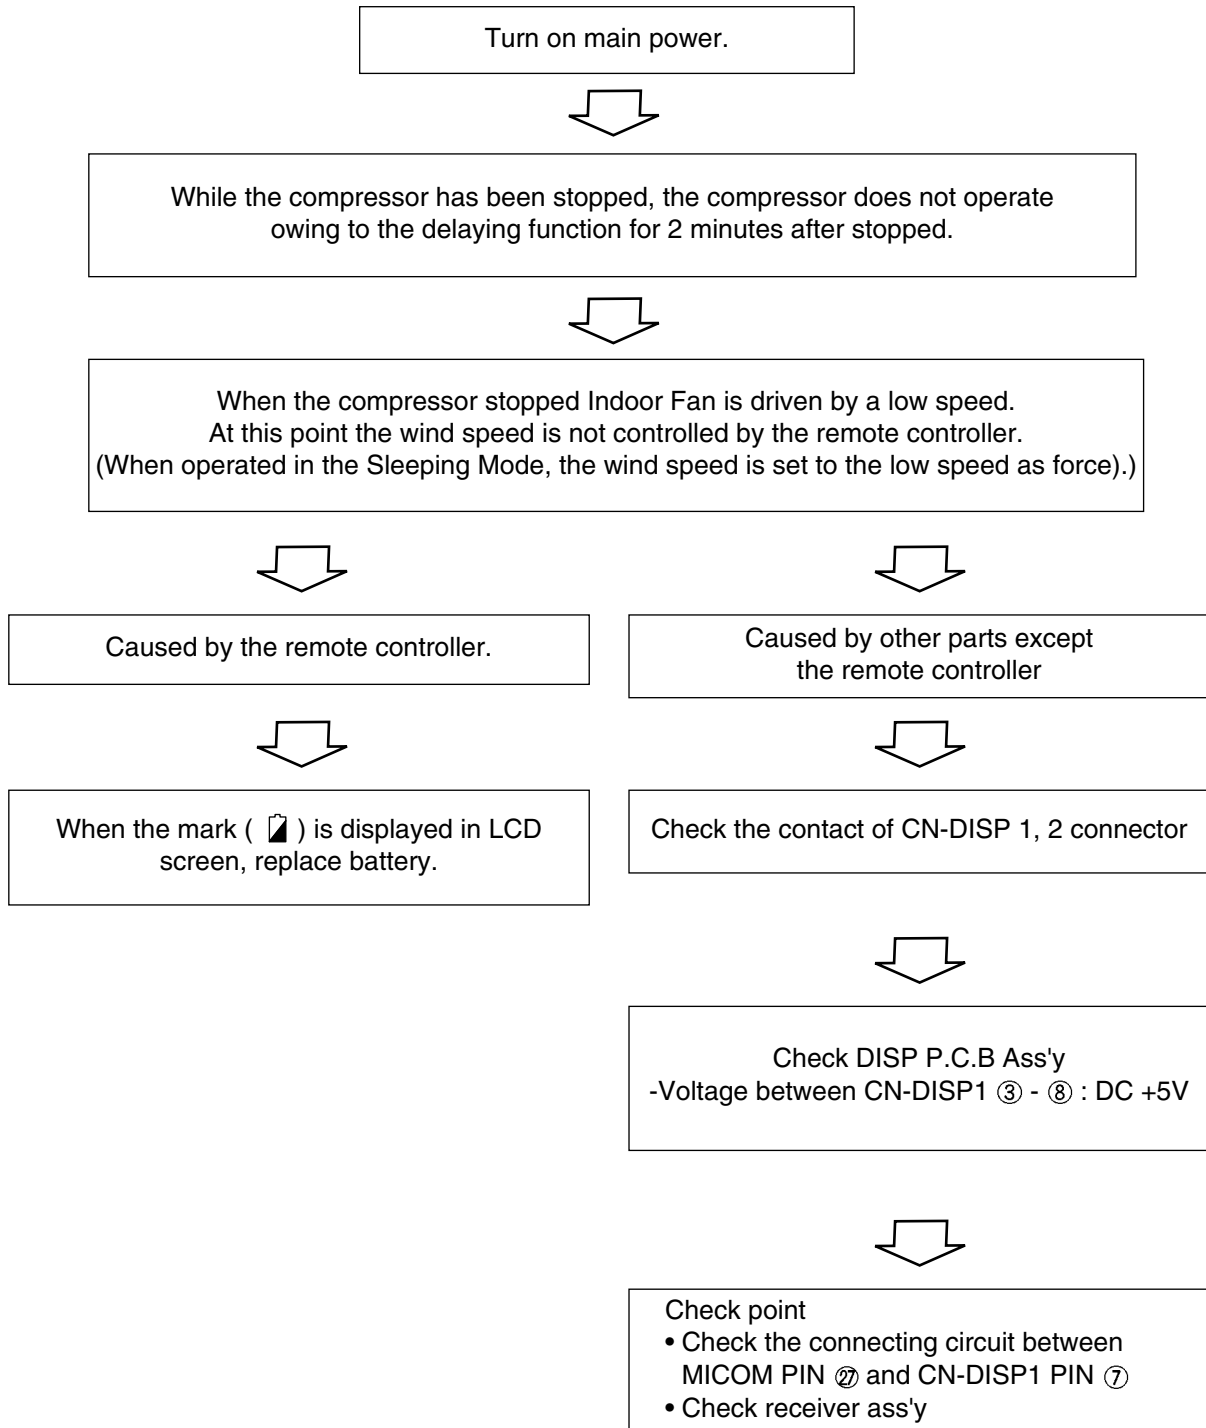 Turn on main power.
While the compressor has been stopped, the compressor does not operate
owing to the delaying function for 2 minutes after stopped.
When the compressor stopped Indoor Fan is driven by a low speed.
At this point the wind speed is not controlled by the remote controller.
(When operated in the Sleeping Mode, the wind speed is set to the low speed as force).)
Caused by the remote controller.
Caused by other parts except
the remote controller
When the mark ( ) is displayed in LCD
screen, replace battery.
Check the contact of CN-DISP 1, 2 connector
Check DISP P.C.B Ass'y
-Voltage between CN-DISP1 ③ - ⑧ : DC +5V
Check point
• Check the connecting circuit between
MICOM PIN ㉗ and CN-DISP1 PIN ⑦
• Check receiver ass'y